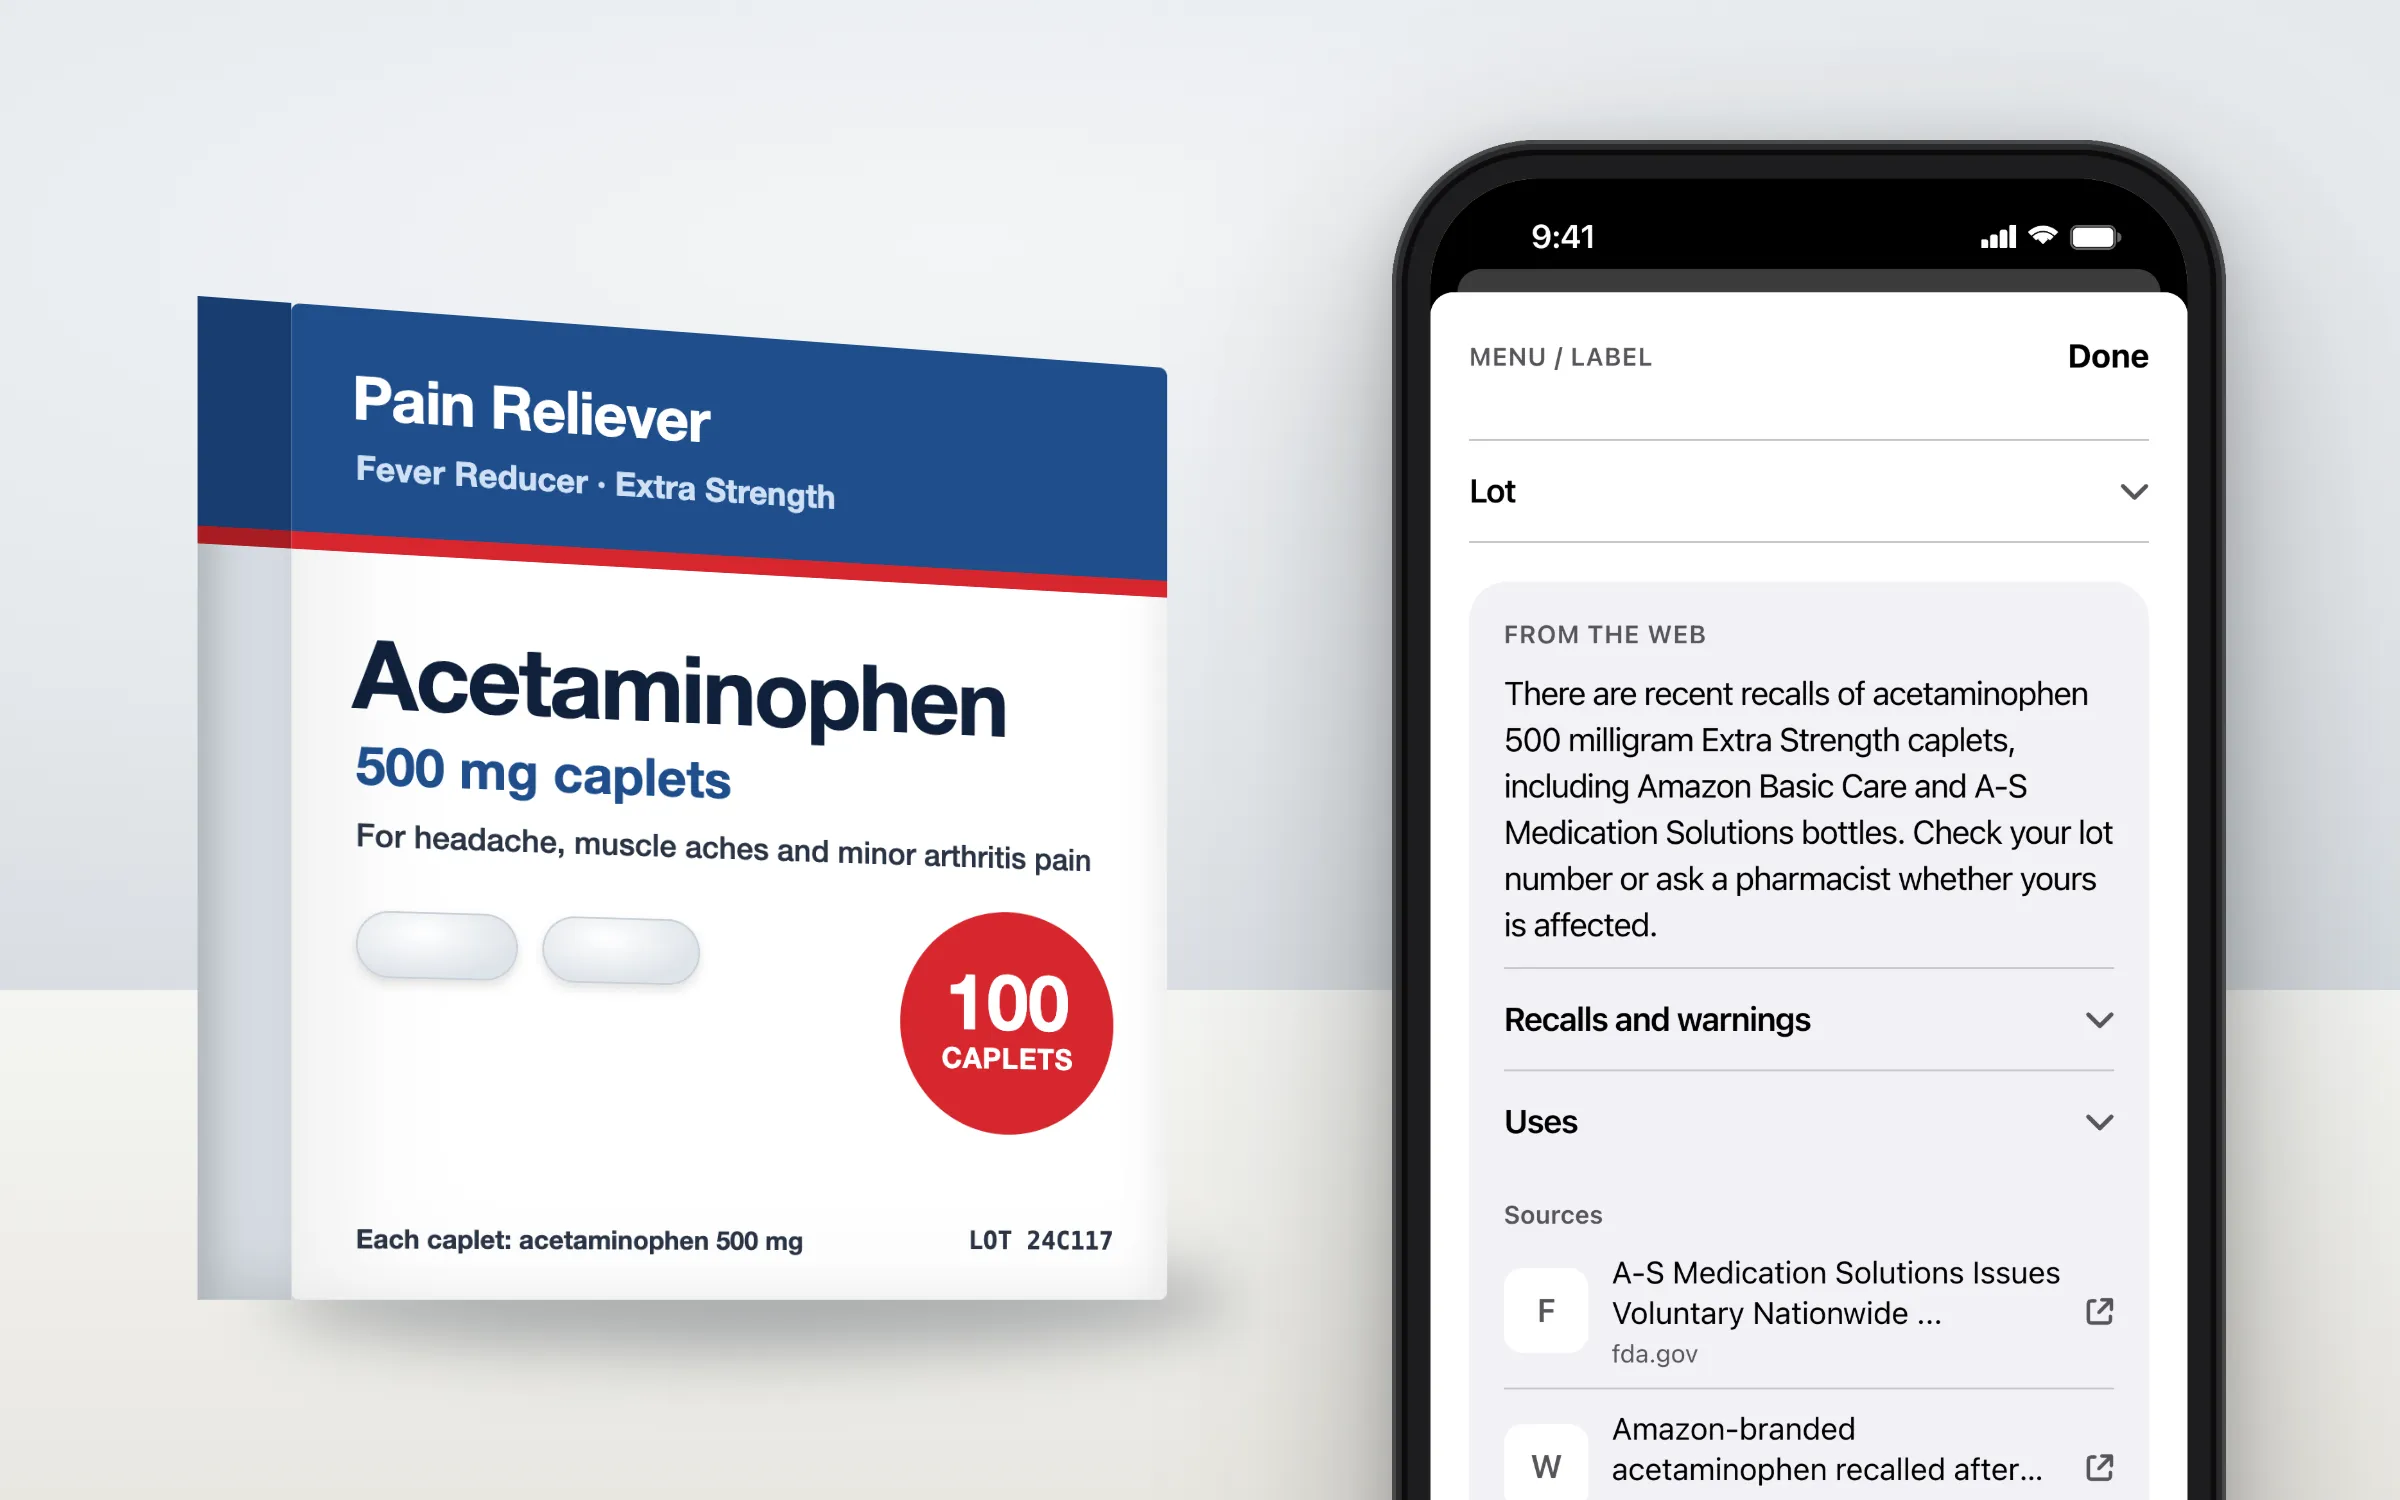 Pain Reliever
Fever Reducer · Extra Strength
Acetaminophen
500 mg caplets
For headache, muscle aches and minor arthritis pain
100
CAPLETS
Each caplet: acetaminophen 500 mg
LOT 24C117
9:41
MENU / LABEL
Done
Lot
FROM THE WEB
There are recent recalls of acetaminophen
500 milligram Extra Strength caplets,
including Amazon Basic Care and A-S
Medication Solutions bottles. Check your lot
number or ask a pharmacist whether yours
is affected.
Recalls and warnings
Uses
Sources
F
A-S Medication Solutions Issues
Voluntary Nationwide ...
fda.gov
W
Amazon-branded
acetaminophen recalled after...